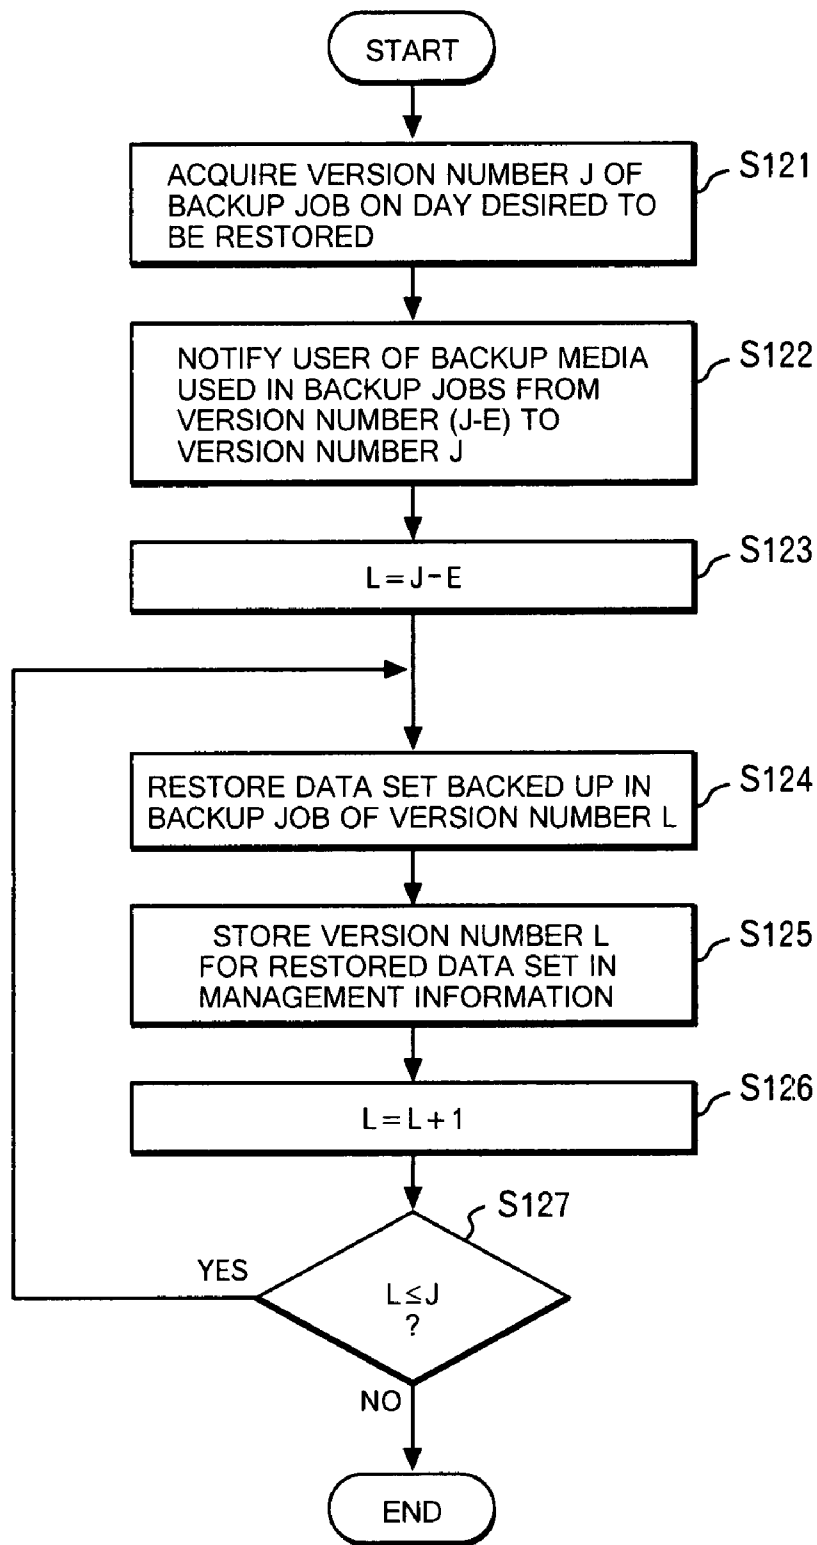 START
ACQUIRE VERSION NUMBER J OF
BACKUP JOB ON DAY DESIRED TO
BE RESTORED
S121
NOTIFY USER OF BACKUP MEDIA
USED IN BACKUP JOBS FROM
VERSION NUMBER (J-E) TO
VERSION NUMBER J
S122
L=J-E
S123
RESTORE DATA SET BACKED UP IN
BACKUP JOB OF VERSION NUMBER L
S124
STORE VERSION NUMBER L
FOR RESTORED DATA SET IN
MANAGEMENT INFORMATION
S125
L=L+1
S126
S127
YES
L≤J
?
NO
END